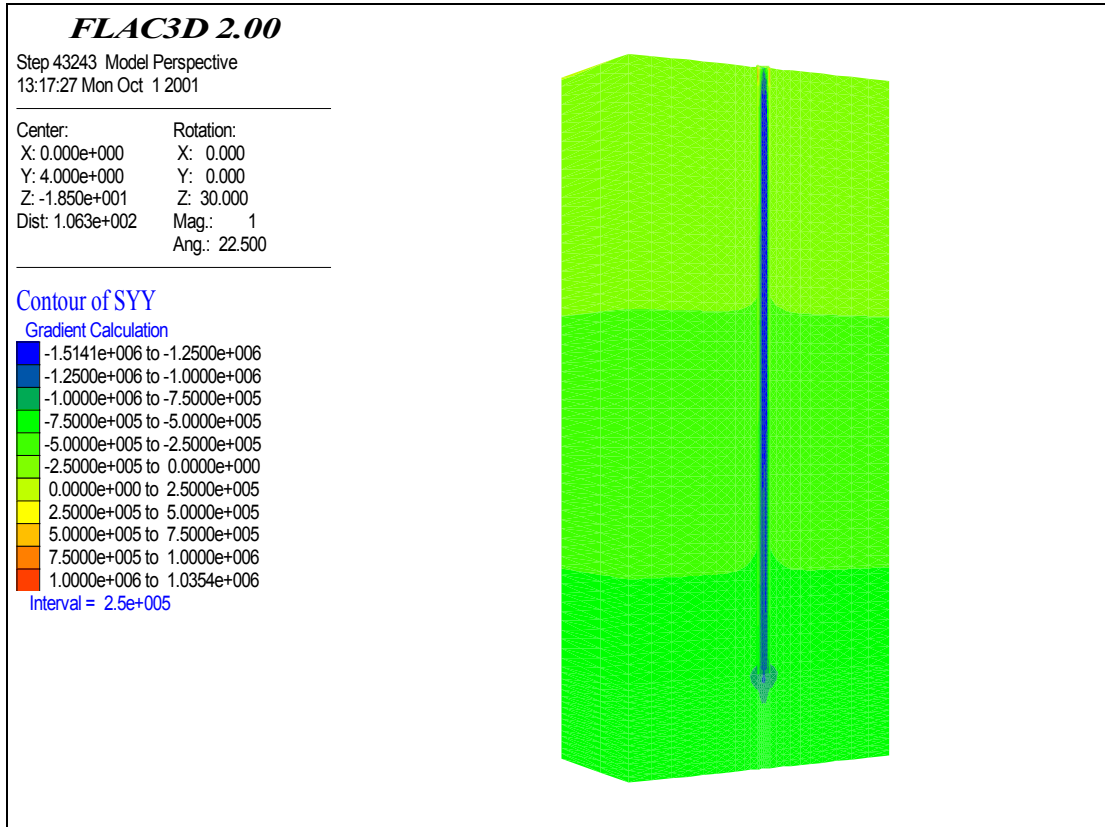 FLAC3D 2.00
Step 43243 Model Perspective
13:17:27 Mon Oct 1 2001
Center: Rotation:
X: 0.000e+000 X: 0.000
Y: 4.000e+000 Y: 0.000
Z: -1.850e+001 Z: 30.000
Dist: 1.063e+002 Mag.: 1
Ang.: 22.500
Contour of SYY
Gradient Calculation
-1.5141e+006 to -1.2500e+006
-1.2500e+006 to -1.0000e+006
-1.0000e+006 to -7.5000e+005
-7.5000e+005 to -5.0000e+005
-5.0000e+005 to -2.5000e+005
-2.5000e+005 to 0.0000e+000
0.0000e+000 to 2.5000e+005
2.5000e+005 to 5.0000e+005
5.0000e+005 to 7.5000e+005
7.5000e+005 to 1.0000e+006
1.0000e+006 to 1.0354e+006
Interval = 2.5e+005